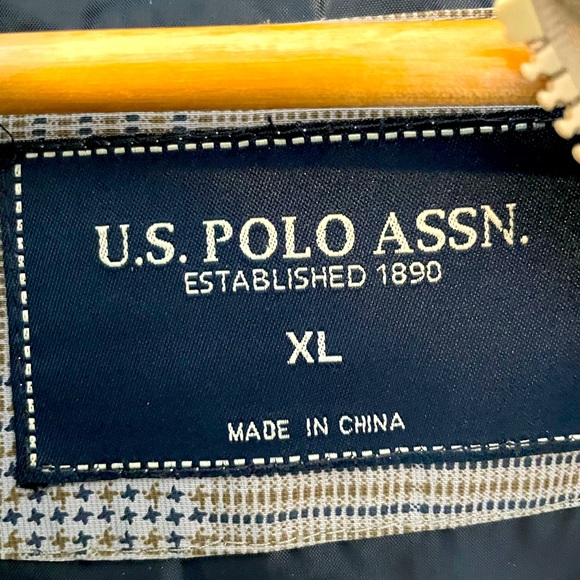 U.S. POLO ASSN.
ESTABLISHED 1890
XL
MADE IN CHINA